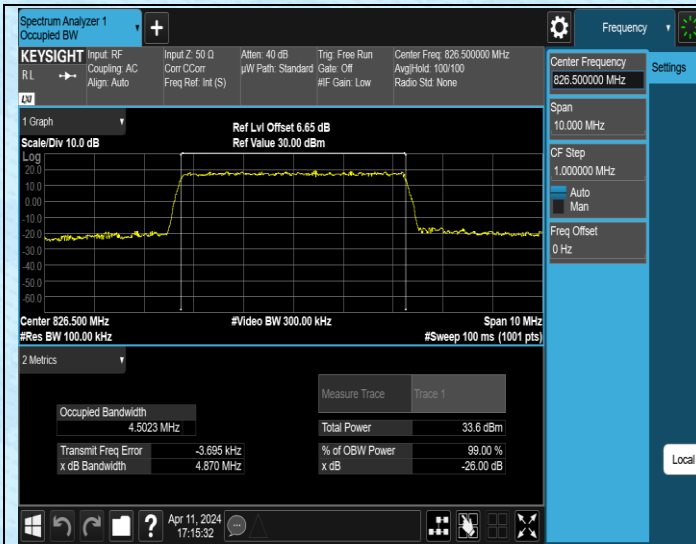 Spectrum Analyzer 1
Occupied BW
Frequency
KEYSIGHT
R L
LXI
Input: RF
Coupling: AC
Align: Auto
Input Z: 50 Ω
Corr CCorr
Freq Ref: Int (S)
Atten: 40 dB
µW Path: Standard
Trig: Free Run
Gate: Off
#IF Gain: Low
Center Freq: 826.500000 MHz
Avg|Hold: 100/100
Radio Std: None
Center Frequency
826.500000 MHz
Settings
Span
10.000 MHz
CF Step
1.000000 MHz
Auto
Man
Freq Offset
0 Hz
1 Graph
Scale/Div 10.0 dB
Ref Lvl Offset 6.65 dB
Ref Value 30.00 dBm
Log
20.0
10.0
0.00
-10.0
-20.0
-30.0
-40.0
-50.0
-60.0
Center 826.500 MHz
#Video BW 300.00 kHz
Span 10 MHz
#Res BW 100.00 kHz
#Sweep 100 ms (1001 pts)
2 Metrics
Measure Trace
Trace 1
Occupied Bandwidth
4.5023 MHz
Total Power
33.6 dBm
Transmit Freq Error
-3.695 kHz
% of OBW Power
99.00 %
x dB Bandwidth
4.870 MHz
x dB
-26.00 dB
Local
?
Apr 11, 2024
17:15:32